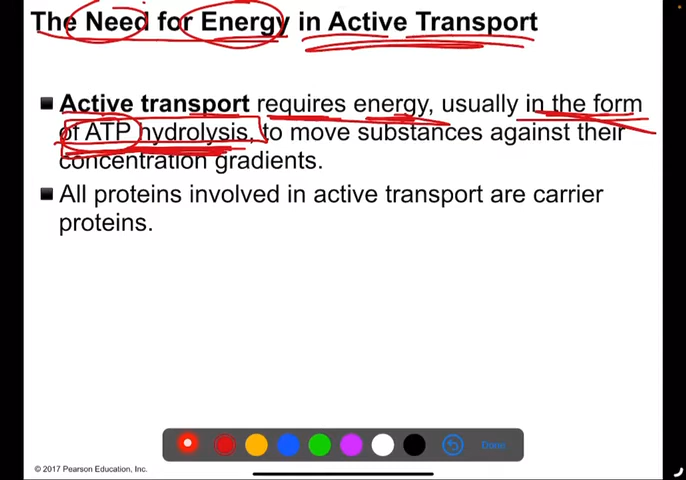 The Need for Energy in Active Transport
■ Active transport requires energy, usually in the form
of ATP hydrolysis, to move substances against their
concentration gradients.
■ All proteins involved in active transport are carrier
proteins.
Done
© 2017 Pearson Education, Inc.